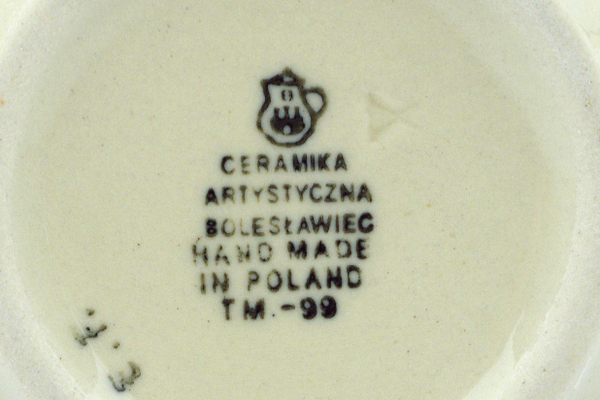 CERAMIKA
ARTYSTYCZNA
BOLESŁAWIEC
HAND MADE
IN POLAND
TM.-99